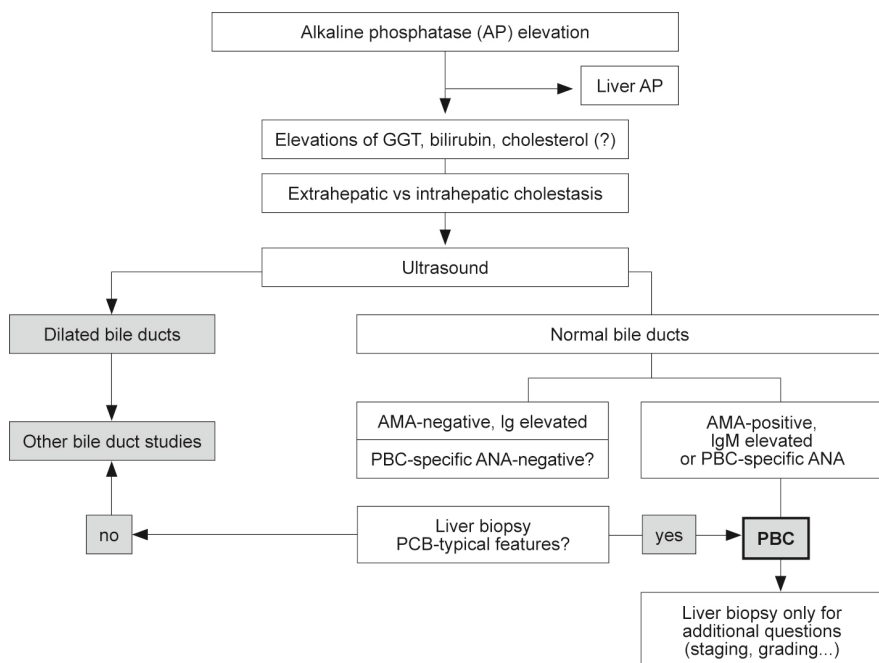 Alkaline phosphatase (AP) elevation
Liver AP
Elevations of GGT, bilirubin, cholesterol (?)
Extrahepatic vs intrahepatic cholestasis
Ultrasound
Dilated bile ducts
Normal bile ducts
AMA-negative, Ig elevated
PBC-specific ANA-negative?
AMA-positive,
IgM elevated
or PBC-specific ANA
Other bile duct studies
no
Liver biopsy
PCB-typical features?
yes
PBC
Liver biopsy only for
additional questions
(staging, grading...)